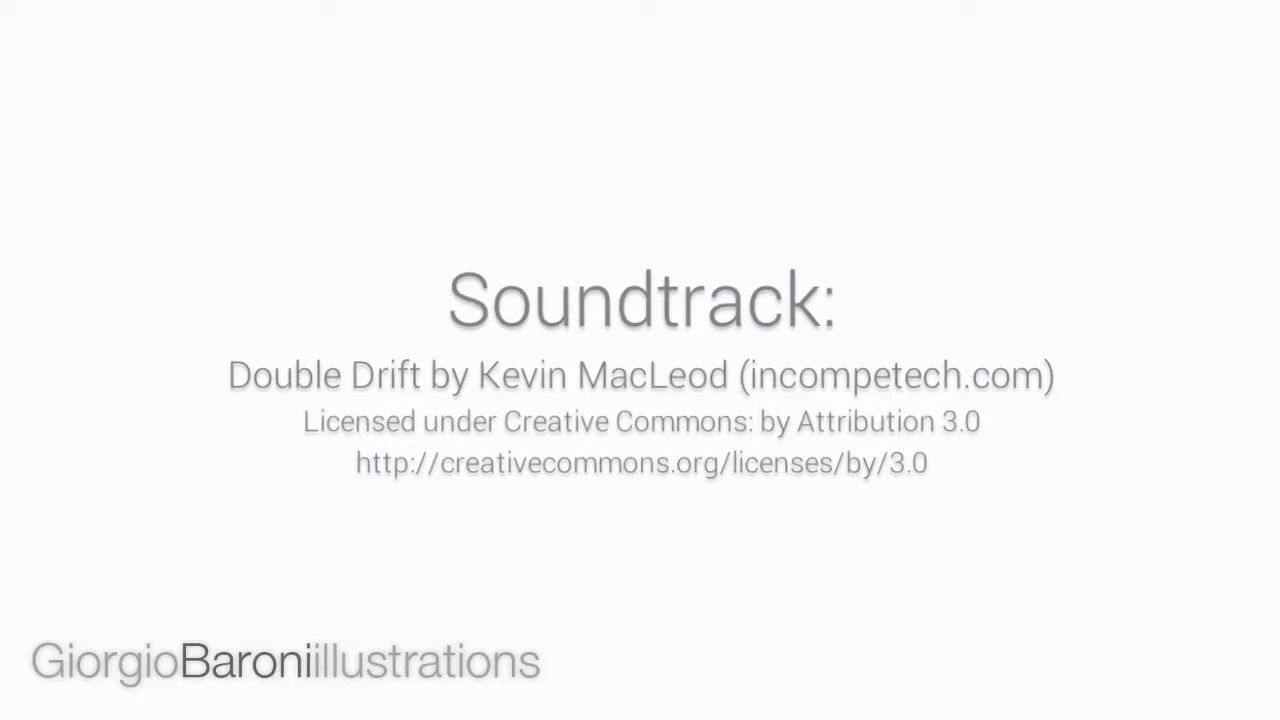 Soundtrack:
Double Drift by Kevin MacLeod (incompetech.com)
Licensed under Creative Commons: by Attribution 3.0
http://creativecommons.org/licenses/by/3.0
GiorgioBaroniillustrations